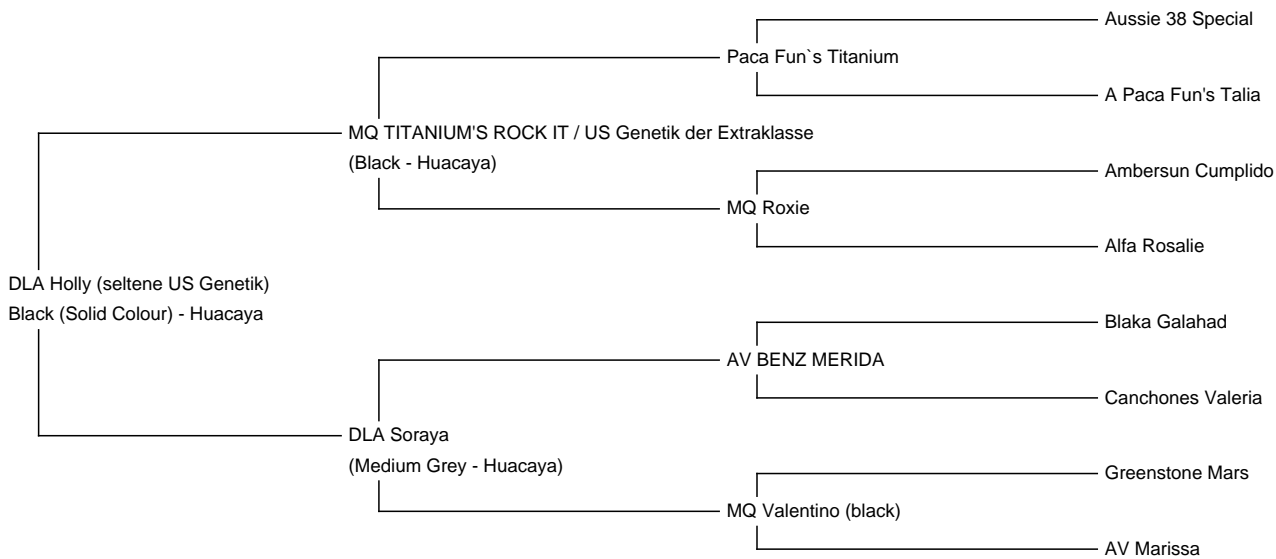 Aussie 38 Special
Paca Fun`s Titanium
A Paca Fun's Talia
MQ TITANIUM'S ROCK IT / US Genetik der Extraklasse
(Black - Huacaya)
Ambersun Cumplido
MQ Roxie
Alfa Rosalie
DLA Holly (seltene US Genetik)
Black (Solid Colour) - Huacaya
Blaka Galahad
AV BENZ MERIDA
Canchones Valeria
DLA Soraya
(Medium Grey - Huacaya)
Greenstone Mars
MQ Valentino (black)
AV Marissa